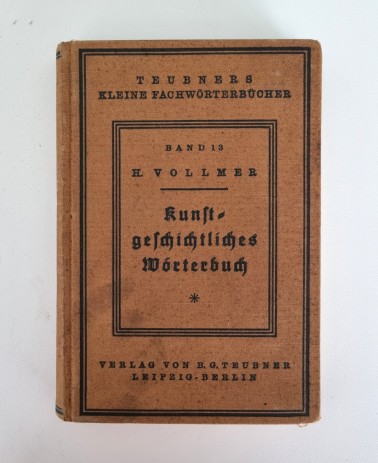 TEUBNERS
KLEINE FACHWÖRTERBÜCHER
BAND 13
H. VOLLMER
Kunst=
geschichtliches
Wörterbuch
*
VERLAG VON B. G. TEUBNER
LEIPZIG-BERLIN